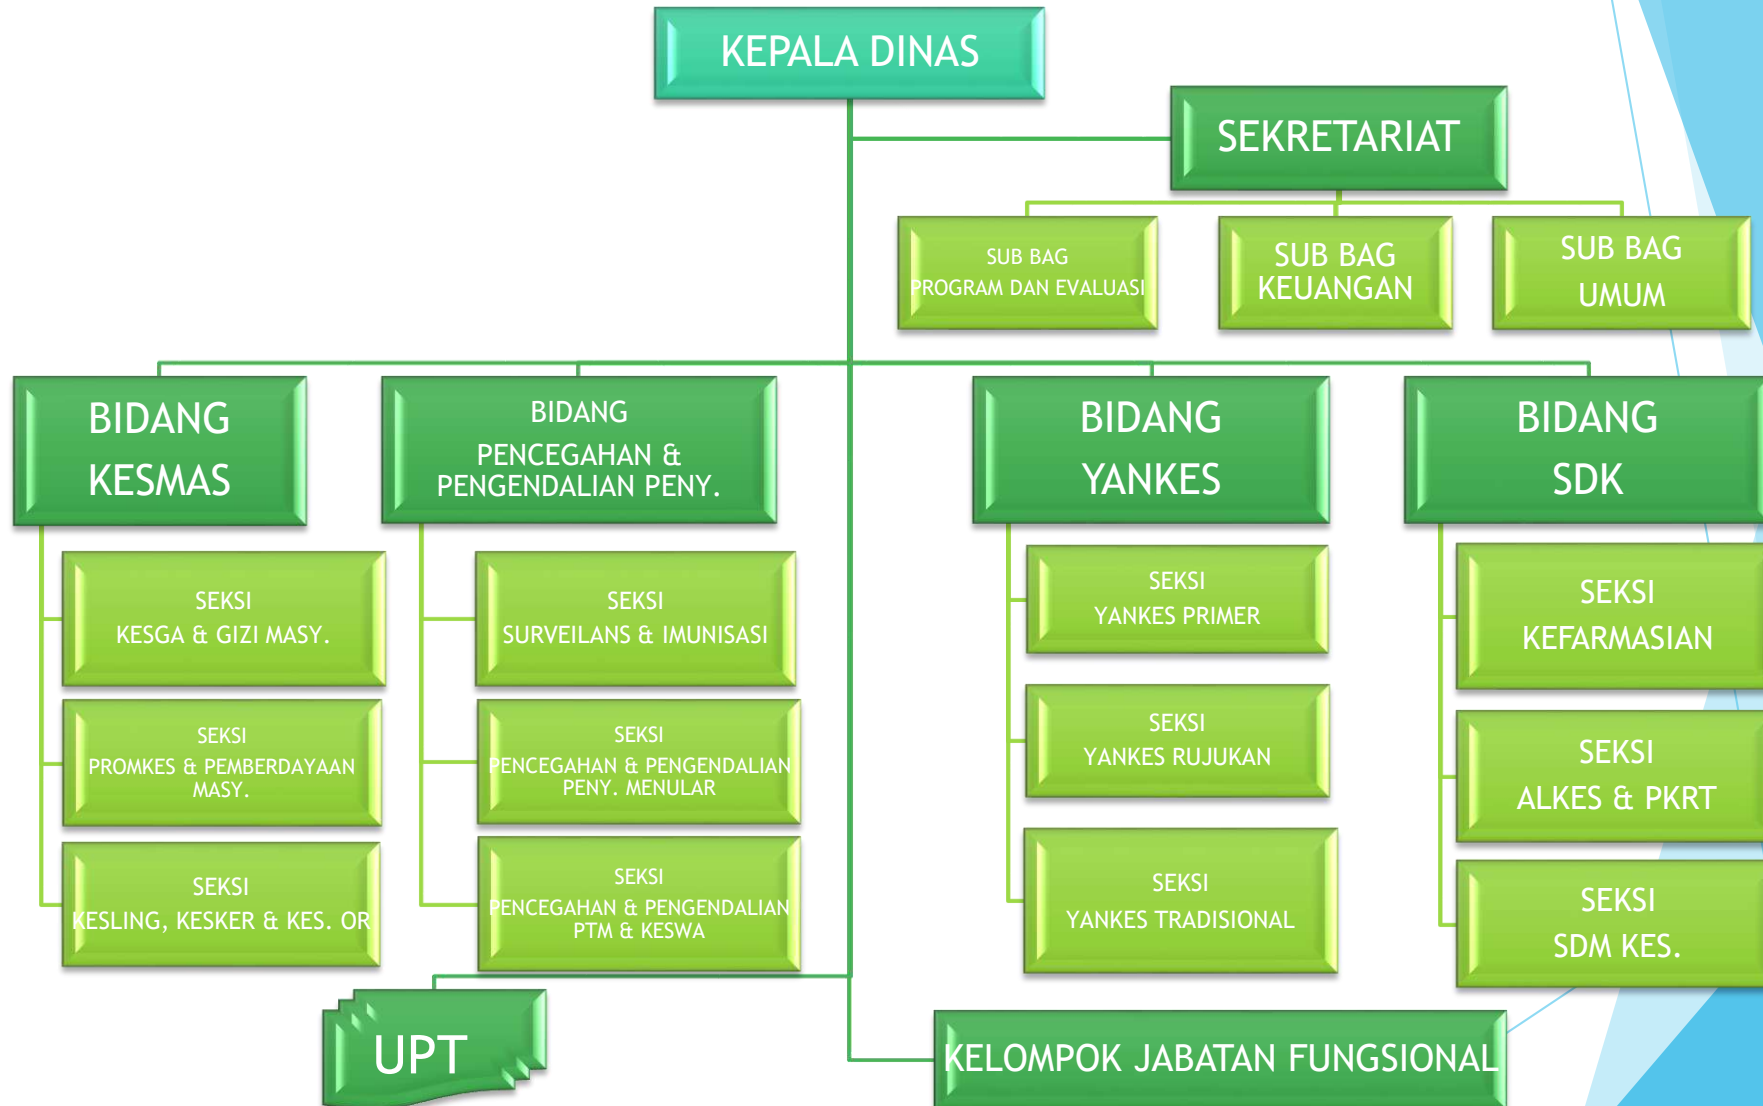 KEPALA DINAS
SEKRETARIAT
SUB BAG
PROGRAM DAN EVALUASI
SUB BAG
KEUANGAN
SUB BAG
UMUM
BIDANG
KESMAS
BIDANG
PENCEGAHAN &
PENGENDALIAN PENY.
BIDANG
YANKES
BIDANG
SDK
SEKSI
KESGA & GIZI MASY.
SEKSI
PROMKES & PEMBERDAYAAN
MASY.
SEKSI
KESLING, KESKER & KES. OR
SEKSI
SURVEILANS & IMUNISASI
SEKSI
PENCEGAHAN & PENGENDALIAN
PENY. MENULAR
SEKSI
PENCEGAHAN & PENGENDALIAN
PTM & KESWA
SEKSI
YANKES PRIMER
SEKSI
YANKES RUJUKAN
SEKSI
YANKES TRADISIONAL
SEKSI
KEFARMASIAN
SEKSI
ALKES & PKRT
SEKSI
SDM KES.
UPT
KELOMPOK JABATAN FUNGSIONAL